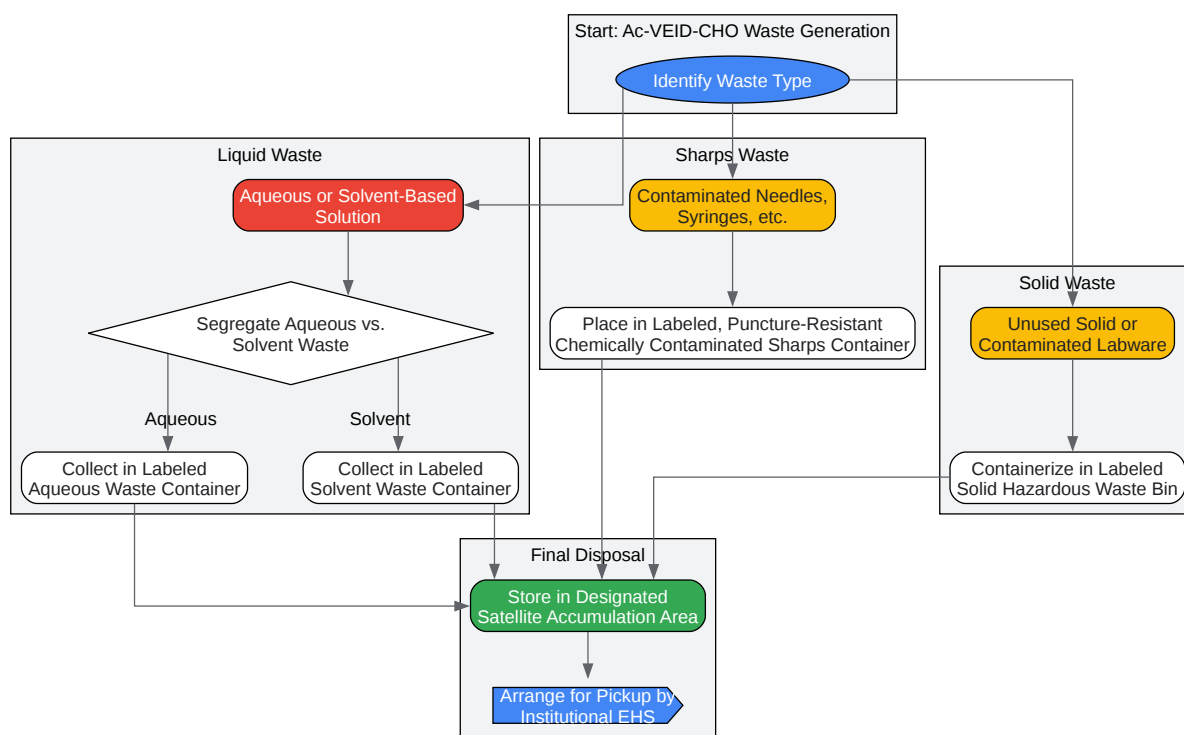 Start: Ac-VEID-CHO Waste Generation
Identify Waste Type
Liquid Waste
Aqueous or Solvent-Based
Solution
Segregate Aqueous vs.
Solvent Waste
Aqueous
Solvent
Collect in Labeled
Aqueous Waste Container
Collect in Labeled
Solvent Waste Container
Sharps Waste
Contaminated Needles,
Syringes, etc.
Place in Labeled, Puncture-Resistant
Chemically Contaminated Sharps Container
Solid Waste
Unused Solid or
Contaminated Labware
Containerize in Labeled
Solid Hazardous Waste Bin
Final Disposal
Store in Designated
Satellite Accumulation Area
Arrange for Pickup by
Institutional EHS